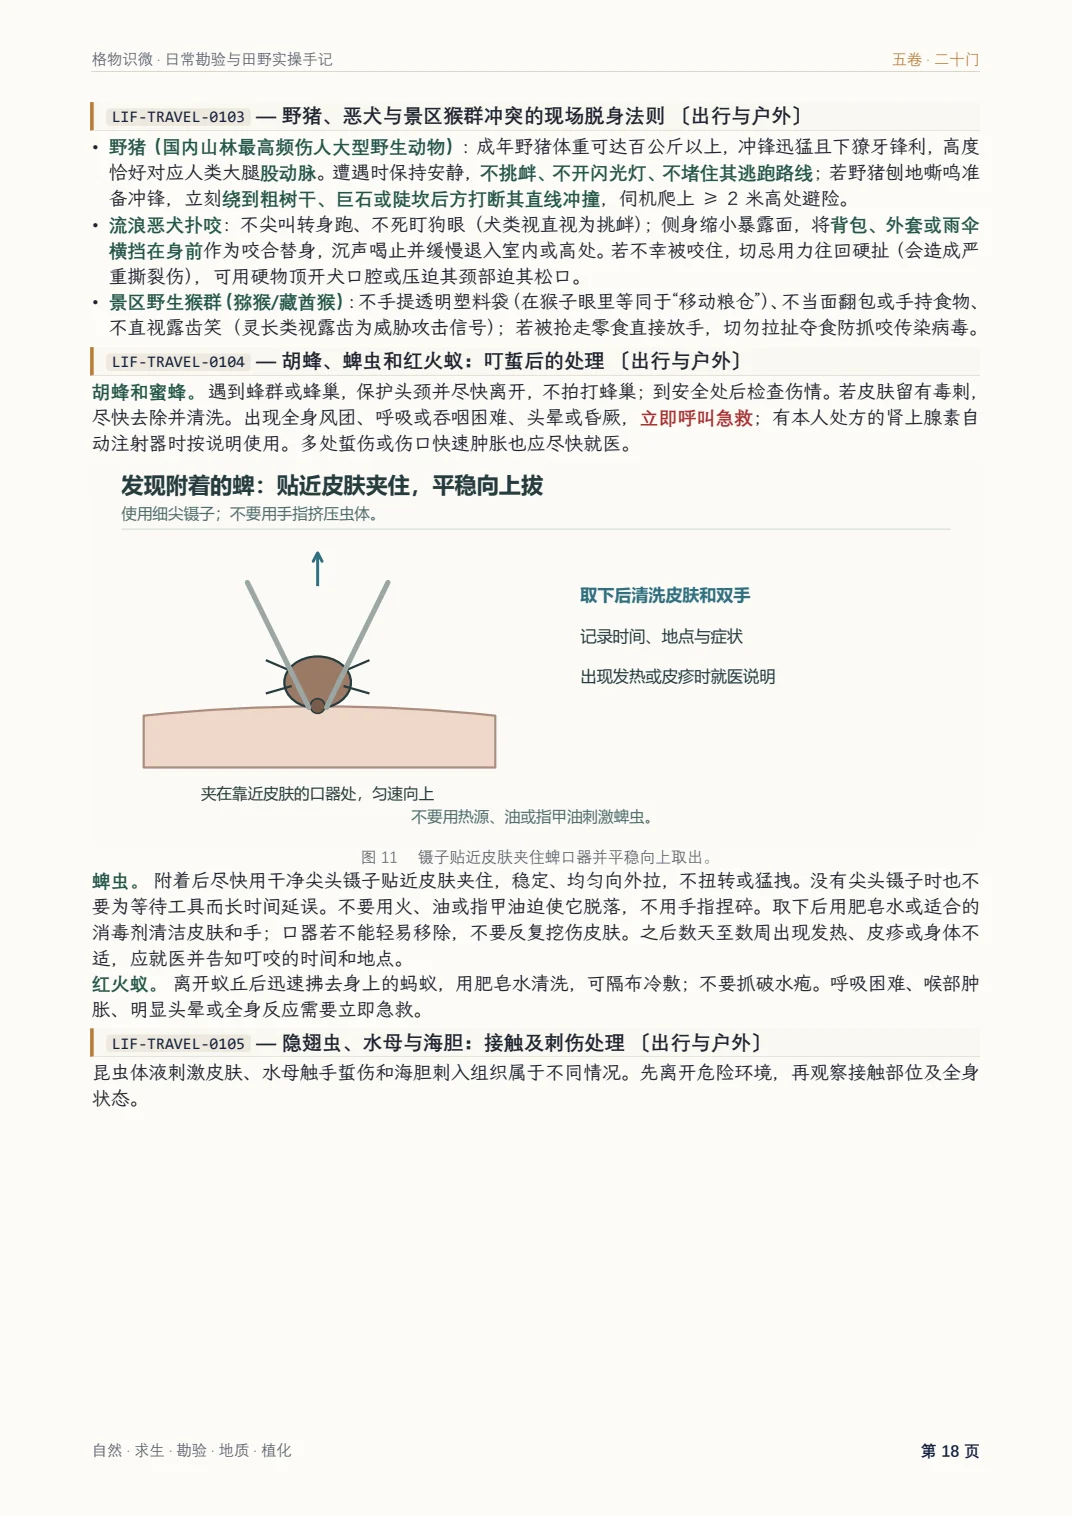 格物识微 · 日常勘验与田野实操手记
五卷 · 二十门
LIF-TRAVEL-0103 — 野猪、恶犬与景区猴群冲突的现场脱身法则 〔出行与户外〕
• 野猪（国内山林最高频伤人大型野生动物）：成年野猪体重可达百公斤以上，冲锋迅猛且下獠牙锋利，高度
恰好对应人类大腿股动脉。遭遇时保持安静，不挑衅、不开闪光灯、不堵住其逃跑路线；若野猪刨地嘶鸣准
备冲锋，立刻绕到粗树干、巨石或陡坎后方打断其直线冲撞，伺机爬上 ≥ 2 米高处避险。
• 流浪恶犬扑咬：不尖叫转身跑、不死盯狗眼（犬类视直视为挑衅）；侧身缩小暴露面，将背包、外套或雨伞
横挡在身前作为咬合替身，沉声喝止并缓慢退入室内或高处。若不幸被咬住，切忌用力往回硬扯（会造成严
重撕裂伤），可用硬物顶开犬口腔或压迫其颈部迫其松口。
• 景区野生猴群（猕猴/藏酋猴）：不手提透明塑料袋（在猴子眼里等同于“移动粮仓”）、不当面翻包或手持食物、
不直视露齿笑（灵长类视露齿为威胁攻击信号）；若被抢走零食直接放手，切勿拉扯夺食防抓咬传染病毒。
LIF-TRAVEL-0104 — 胡蜂、蜱虫和红火蚁：叮蜇后的处理 〔出行与户外〕
胡蜂和蜜蜂。 遇到蜂群或蜂巢，保护头颈并尽快离开，不拍打蜂巢；到安全处后检查伤情。若皮肤留有毒刺，
尽快去除并清洗。出现全身风团、呼吸或吞咽困难、头晕或昏厥，立即呼叫急救；有本人处方的肾上腺素自
动注射器时按说明使用。多处蜇伤或伤口快速肿胀也应尽快就医。
发现附着的蜱：贴近皮肤夹住，平稳向上拔
使用细尖镊子；不要用手指挤压虫体。
取下后清洗皮肤和双手
记录时间、地点与症状
出现发热或皮疹时就医说明
夹在靠近皮肤的口器处，匀速向上
不要用热源、油或指甲油刺激蜱虫。
图 11 镊子贴近皮肤夹住蜱口器并平稳向上取出。
蜱虫。 附着后尽快用干净尖头镊子贴近皮肤夹住，稳定、均匀向外拉，不扭转或猛拽。没有尖头镊子时也不
要为等待工具而长时间延误。不要用火、油或指甲油迫使它脱落，不用手指捏碎。取下后用肥皂水或适合的
消毒剂清洁皮肤和手；口器若不能轻易移除，不要反复挖伤皮肤。之后数天至数周出现发热、皮疹或身体不
适，应就医并告知叮咬的时间和地点。
红火蚁。 离开蚁丘后迅速拂去身上的蚂蚁，用肥皂水清洗，可隔布冷敷；不要抓破水疱。呼吸困难、喉部肿
胀、明显头晕或全身反应需要立即急救。
LIF-TRAVEL-0105 — 隐翅虫、水母与海胆：接触及刺伤处理 〔出行与户外〕
昆虫体液刺激皮肤、水母触手蜇伤和海胆刺入组织属于不同情况。先离开危险环境，再观察接触部位及全身
状态。
自然 · 求生 · 勘验 · 地质 · 植化
第 18 页